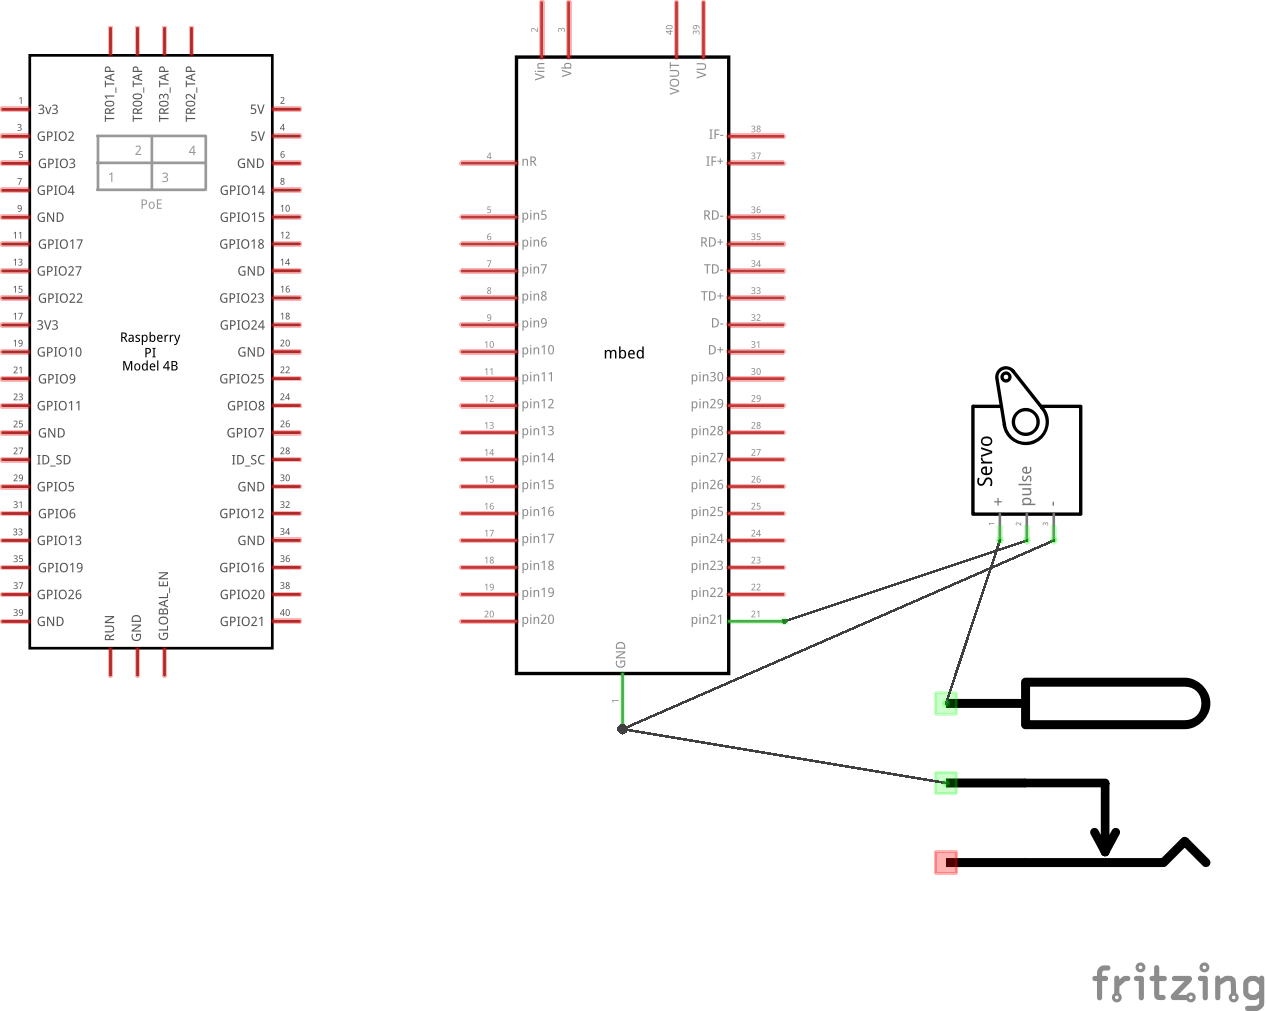 TR01_TAP
TR00_TAP
TR03_TAP
TR02_TAP
2 4
1 3
PoE
1 3v3
3 GPIO2
5 GPIO3
7 GPIO4
9 GND
11 GPIO17
13 GPIO27
15 GPIO22
17 3V3
19 GPIO10
21 GPIO9
23 GPIO11
25 GND
27 ID_SD
29 GPIO5
31 GPIO6
33 GPIO13
35 GPIO19
37 GPIO26
39 GND
Raspberry
PI
Model 4B
5V 2
5V 4
GND 6
GPIO14 8
GPIO15 10
GPIO18 12
GND 14
GPIO23 16
GPIO24 18
GND 20
GPIO25 22
GPIO8 24
GPIO7 26
ID_SC 28
GND 30
GPIO12 32
GND 34
GPIO16 36
GPIO20 38
GPIO21 40
RUN
GND
GLOBAL_EN
2 Vin
3 Vb
40 VOUT
39 VU
4 nR
5 pin5
6 pin6
7 pin7
8 pin8
9 pin9
10 pin10
11 pin11
12 pin12
13 pin13
14 pin14
15 pin15
16 pin16
17 pin17
18 pin18
19 pin19
20 pin20
mbed
IF- 38
IF+ 37
RD- 36
RD+ 35
TD- 34
TD+ 33
D- 32
D+ 31
pin30 30
pin29 29
pin28 28
pin27 27
pin26 26
pin25 25
pin24 24
pin23 23
pin22 22
pin21 21
GND
1
Servo
+ pulse -
1 2 3
fritzing